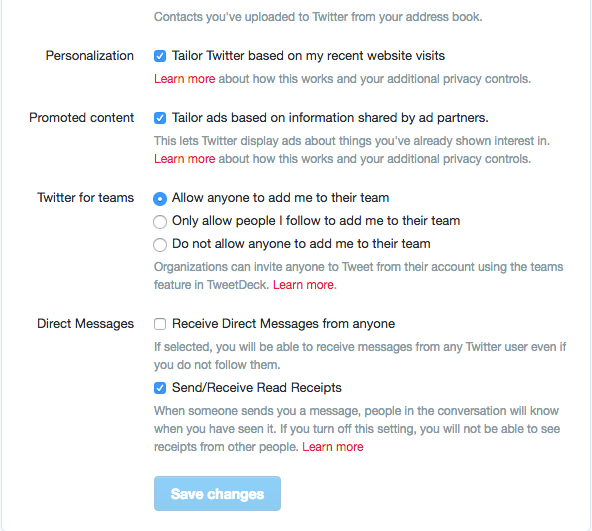 Contacts you've uploaded to Twitter from your address book.
Personalization
Tailor Twitter based on my recent website visits
Learn more about how this works and your additional privacy controls.
Promoted content
Tailor ads based on information shared by ad partners.
This lets Twitter display ads about things you've already shown interest in.
Learn more about how this works and your additional privacy controls.
Twitter for teams
Allow anyone to add me to their team
Only allow people I follow to add me to their team
Do not allow anyone to add me to their team
Organizations can invite anyone to Tweet from their account using the teams
feature in TweetDeck. Learn more.
Direct Messages
Receive Direct Messages from anyone
If selected, you will be able to receive messages from any Twitter user even if
you do not follow them.
Send/Receive Read Receipts
When someone sends you a message, people in the conversation will know
when you have seen it. If you turn off this setting, you will not be able to see
receipts from other people. Learn more
Save changes